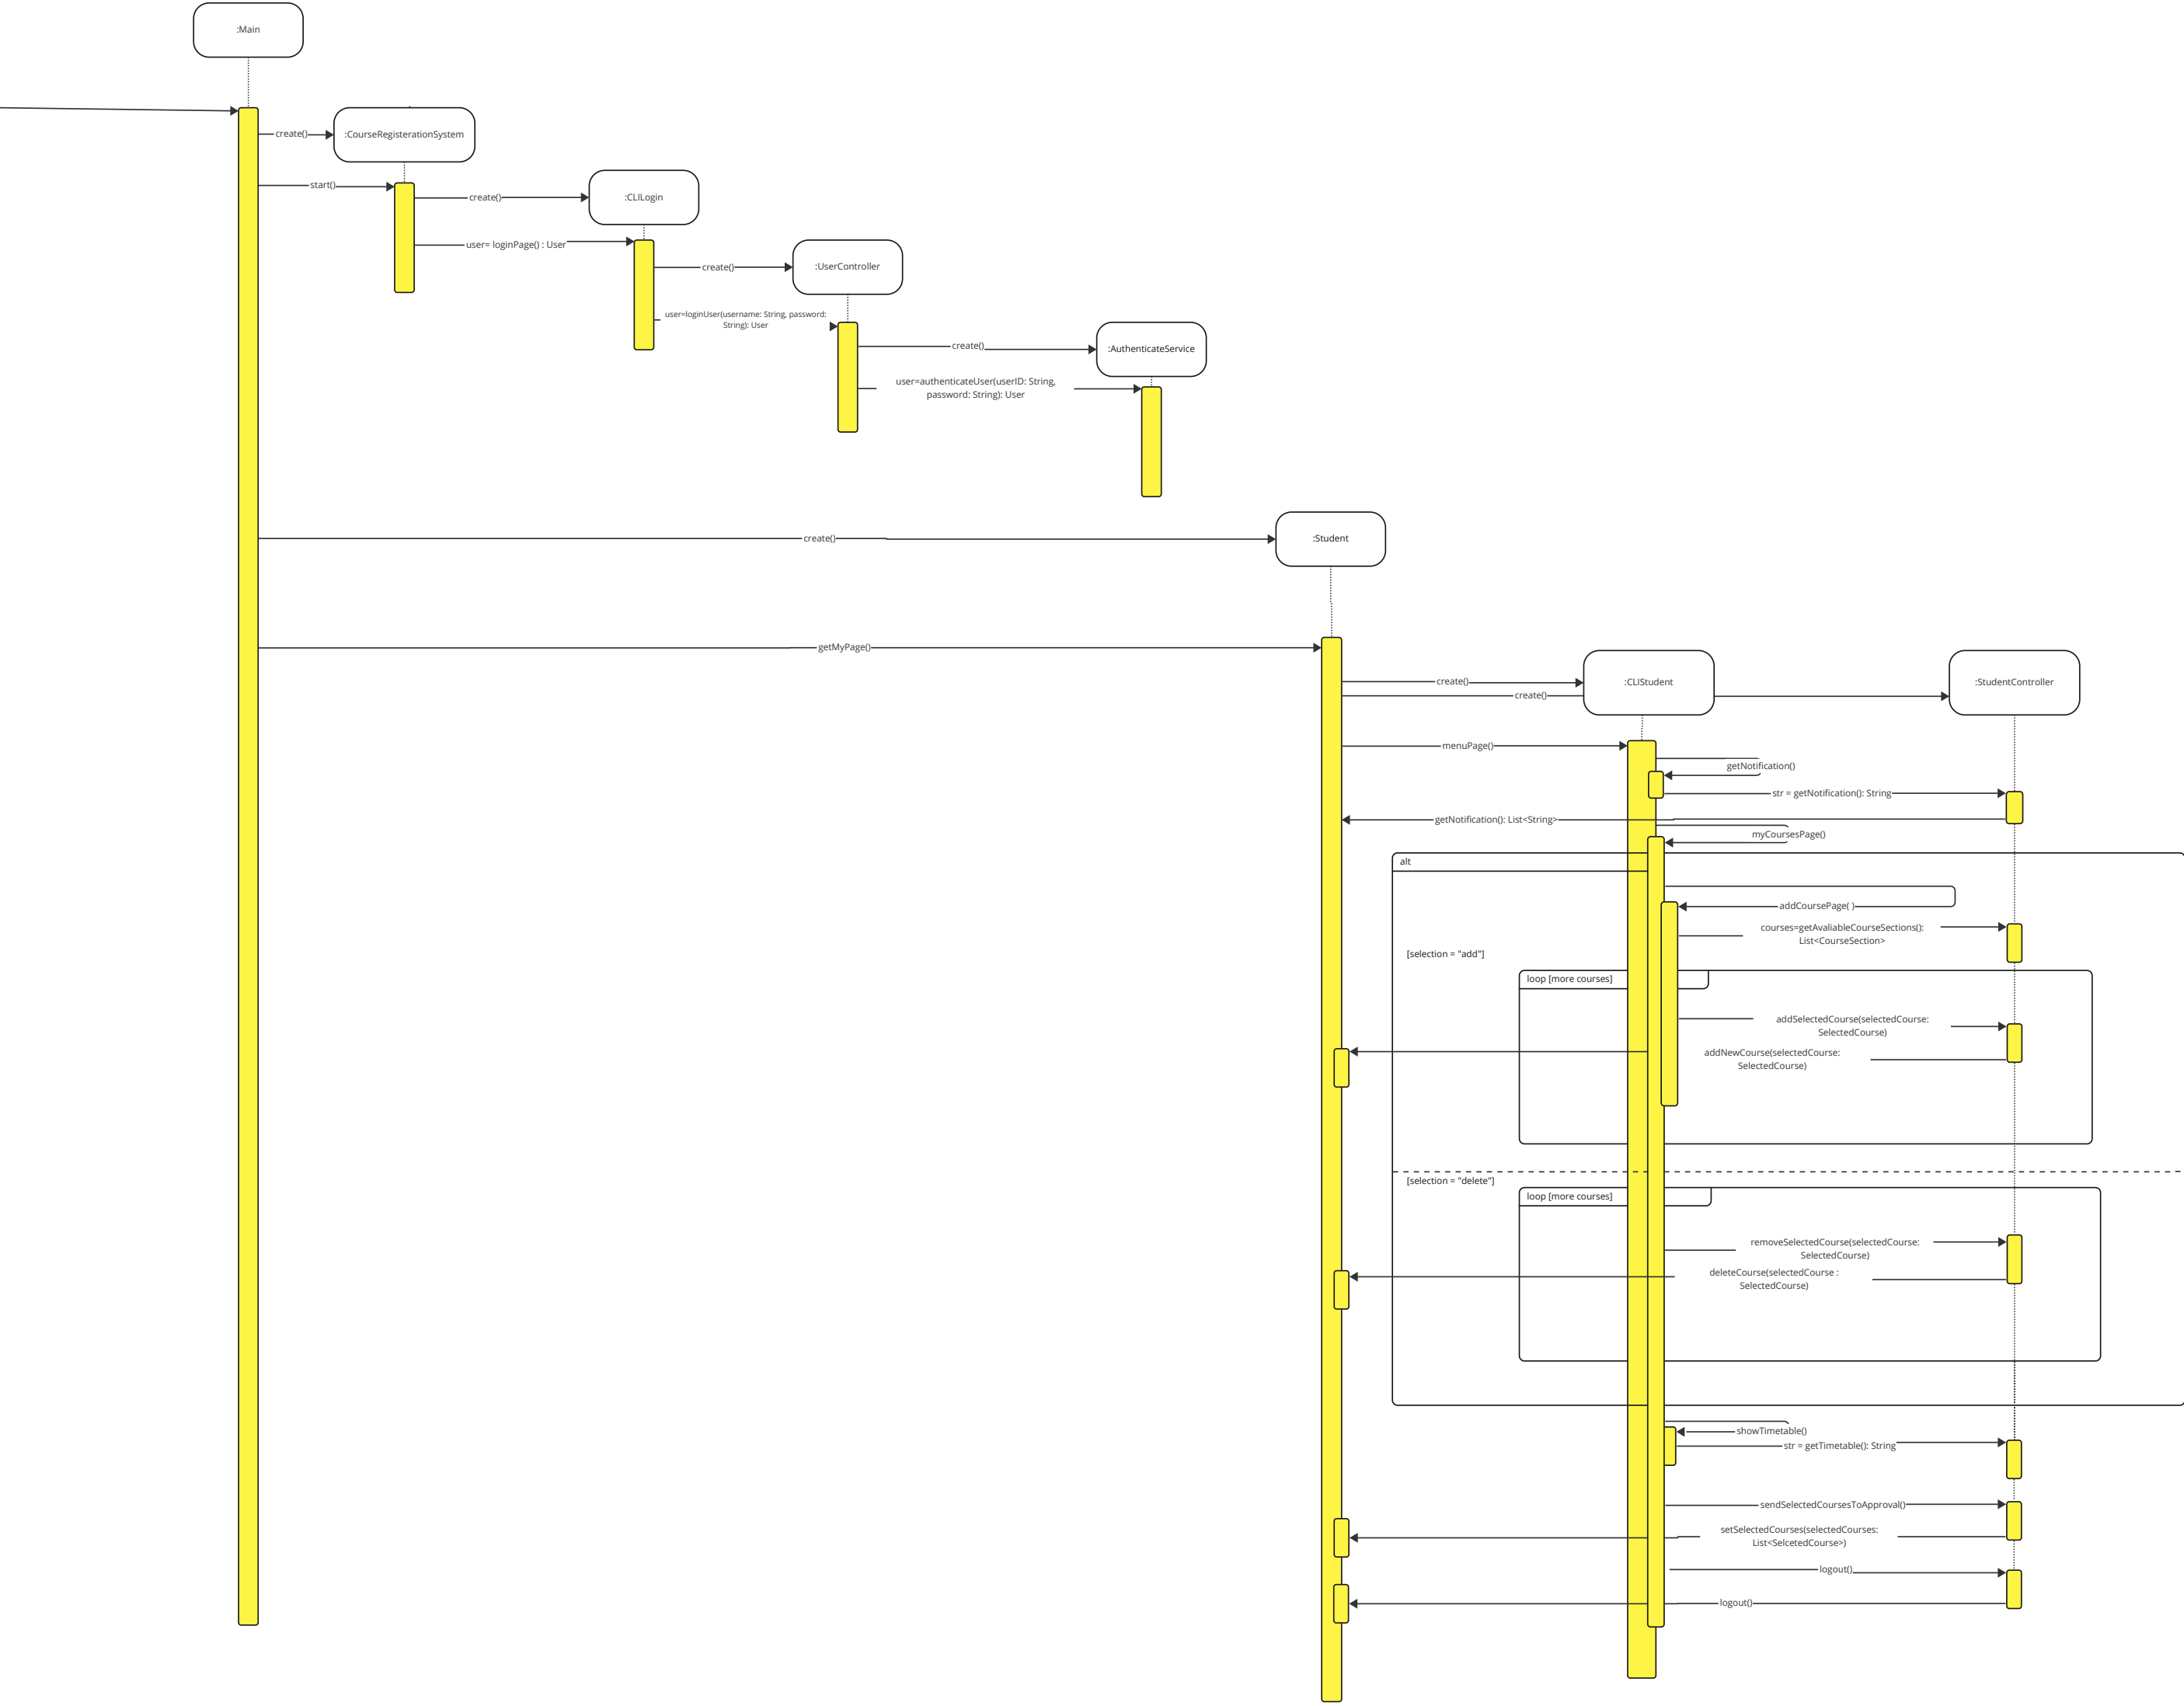 :Main
create()
:CourseRegisterationSystem
start()
create()
:CLILogin
user= loginPage() : User
create()
:UserController
user=loginUser(username: String, password:
String): User
create()
:AuthenticateService
user=authenticateUser(userID: String,
password: String): User
create()
:Student
getMyPage()
create()
:CLIStudent
:StudentController
create()
menuPage()
getNotification()
str = getNotification(): String
getNotification(): List<String>
myCoursesPage()
alt
addCoursePage( )
courses=getAvaliableCourseSections():
List<CourseSection>
[selection = "add"]
loop [more courses]
addSelectedCourse(selectedCourse:
SelectedCourse)
addNewCourse(selectedCourse:
SelectedCourse)
[selection = "delete"]
loop [more courses]
removeSelectedCourse(selectedCourse:
SelectedCourse)
deleteCourse(selectedCourse :
SelectedCourse)
showTimetable()
str = getTimetable(): String
sendSelectedCoursesToApproval()
setSelectedCourses(selectedCourses:
List<SelcetedCourse>)
logout()
logout()